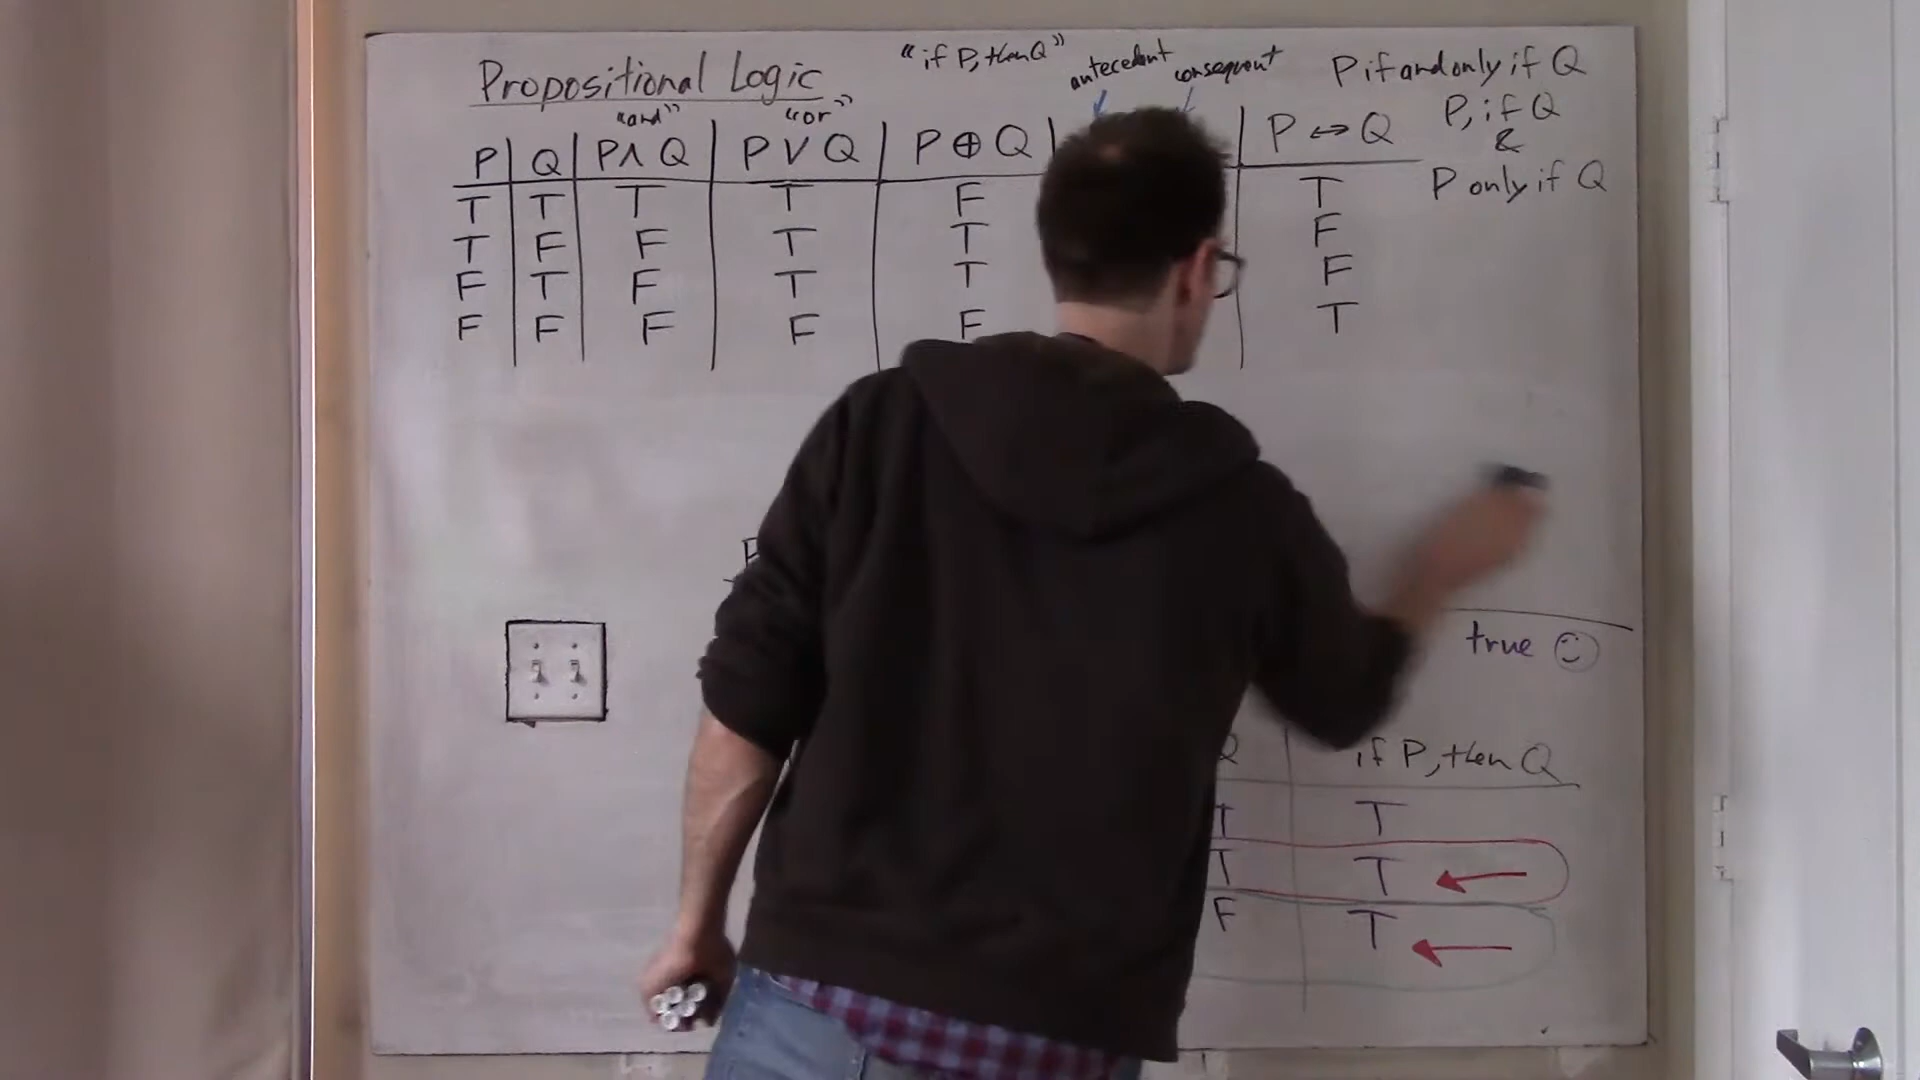 Propositional Logic
"if P, then Q"
antecedent
consequent
P if and only if Q
"and"
"or"
P, if Q
&
P only if Q
P Q P∧Q P∨Q P⊕Q P↔Q
T T T T F T
T F F T T F
F T F T T F
F F F F F T
true
Q if P, then Q
T T
T T
F T